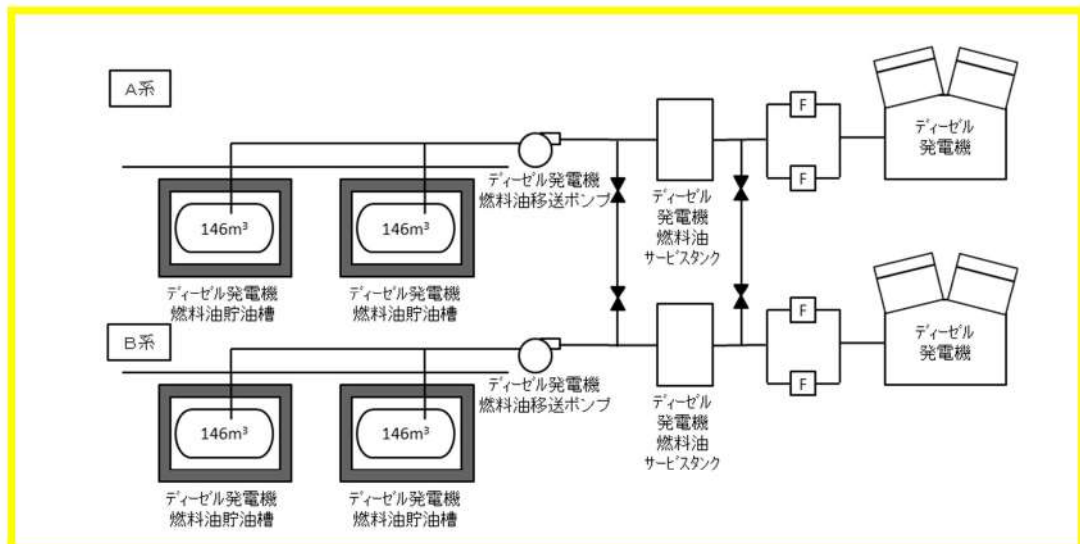 A系
146m³
ディーゼル発電機
燃料油貯油槽
146m³
ディーゼル発電機
燃料油貯油槽
ディーゼル発電機
燃料油移送ポンプ
ディーゼル
発電機
燃料油
サービスタンク
F
F
ディーゼル
発電機
B系
146m³
ディーゼル発電機
燃料油貯油槽
146m³
ディーゼル発電機
燃料油貯油槽
ディーゼル発電機
燃料油移送ポンプ
ディーゼル
発電機
燃料油
サービスタンク
F
F
ディーゼル
発電機